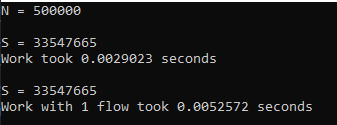 N = 500000
S = 33547665
Work took 0.0029023 seconds
S = 33547665
Work with 1 flow took 0.0052572 seconds